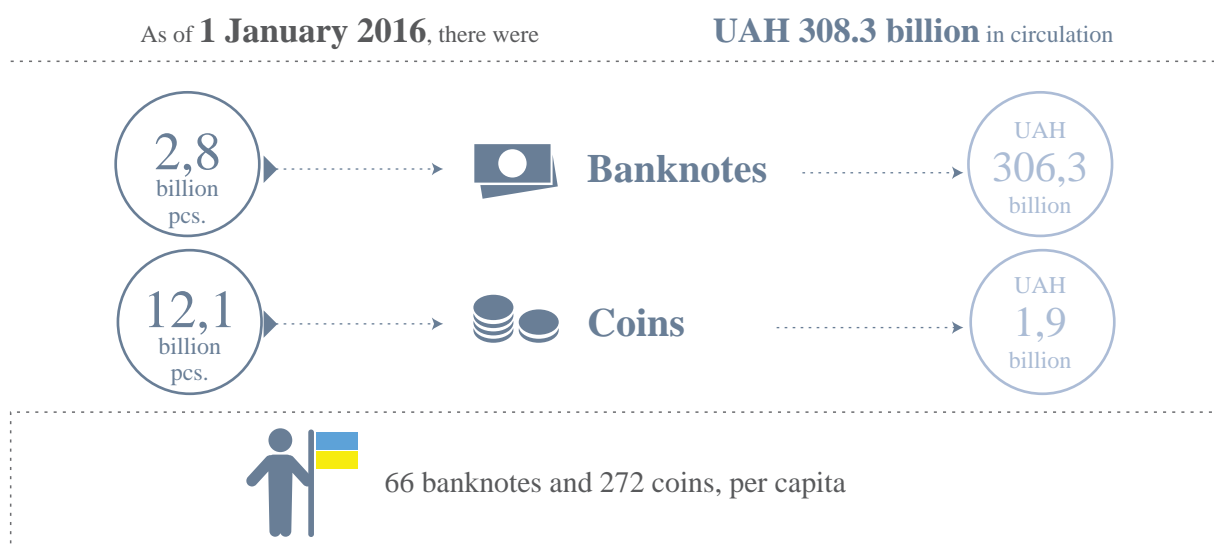 As of 1 January 2016, there were UAH 308.3 billion in circulation
2,8
billion
pcs.
Banknotes
UAH
306,3
billion
12,1
billion
pcs.
Coins
UAH
1,9
billion
66 banknotes and 272 coins, per capita